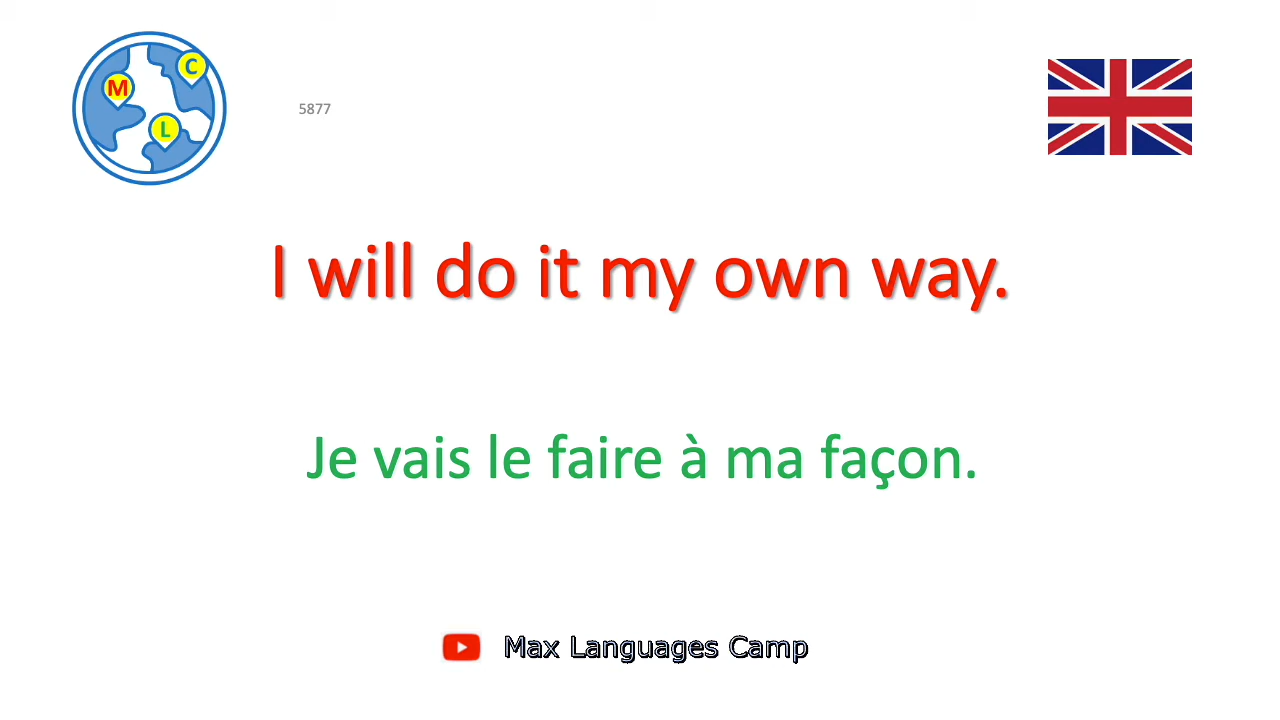 C
M
L
5877
I will do it my own way.
Je vais le faire à ma façon.
Max Languages Camp